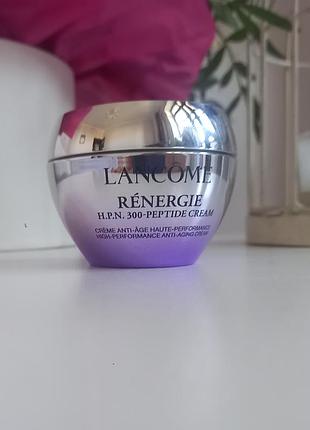 LANCÔME
RÉNERGIE
H.P.N. 300-PEPTIDE CREAM
CRÈME ANTI-ÂGE HAUTE-PERFORMANCE
HIGH-PERFORMANCE ANTI-AGING CREAM